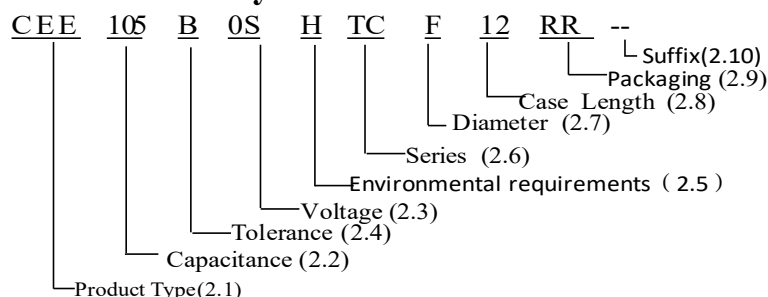 CEE 105 B 0S H TC F 12 RR --
Suffix(2.10)
Packaging (2.9)
Case Length (2.8)
Diameter (2.7)
Series (2.6)
Environmental requirements ( 2.5 )
Voltage (2.3)
Tolerance (2.4)
Capacitance (2.2)
Product Type(2.1)